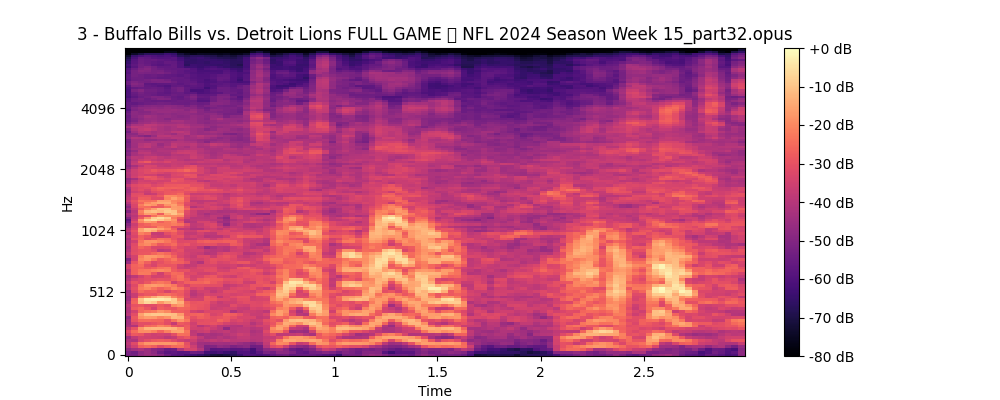 3 - Buffalo Bills vs. Detroit Lions FULL GAME ▯ NFL 2024 Season Week 15_part32.opus
+0 dB
-10 dB
-20 dB
-30 dB
-40 dB
-50 dB
-60 dB
-70 dB
-80 dB
4096
2048
1024
512
0
Hz
0 0.5 1 1.5 2 2.5
Time